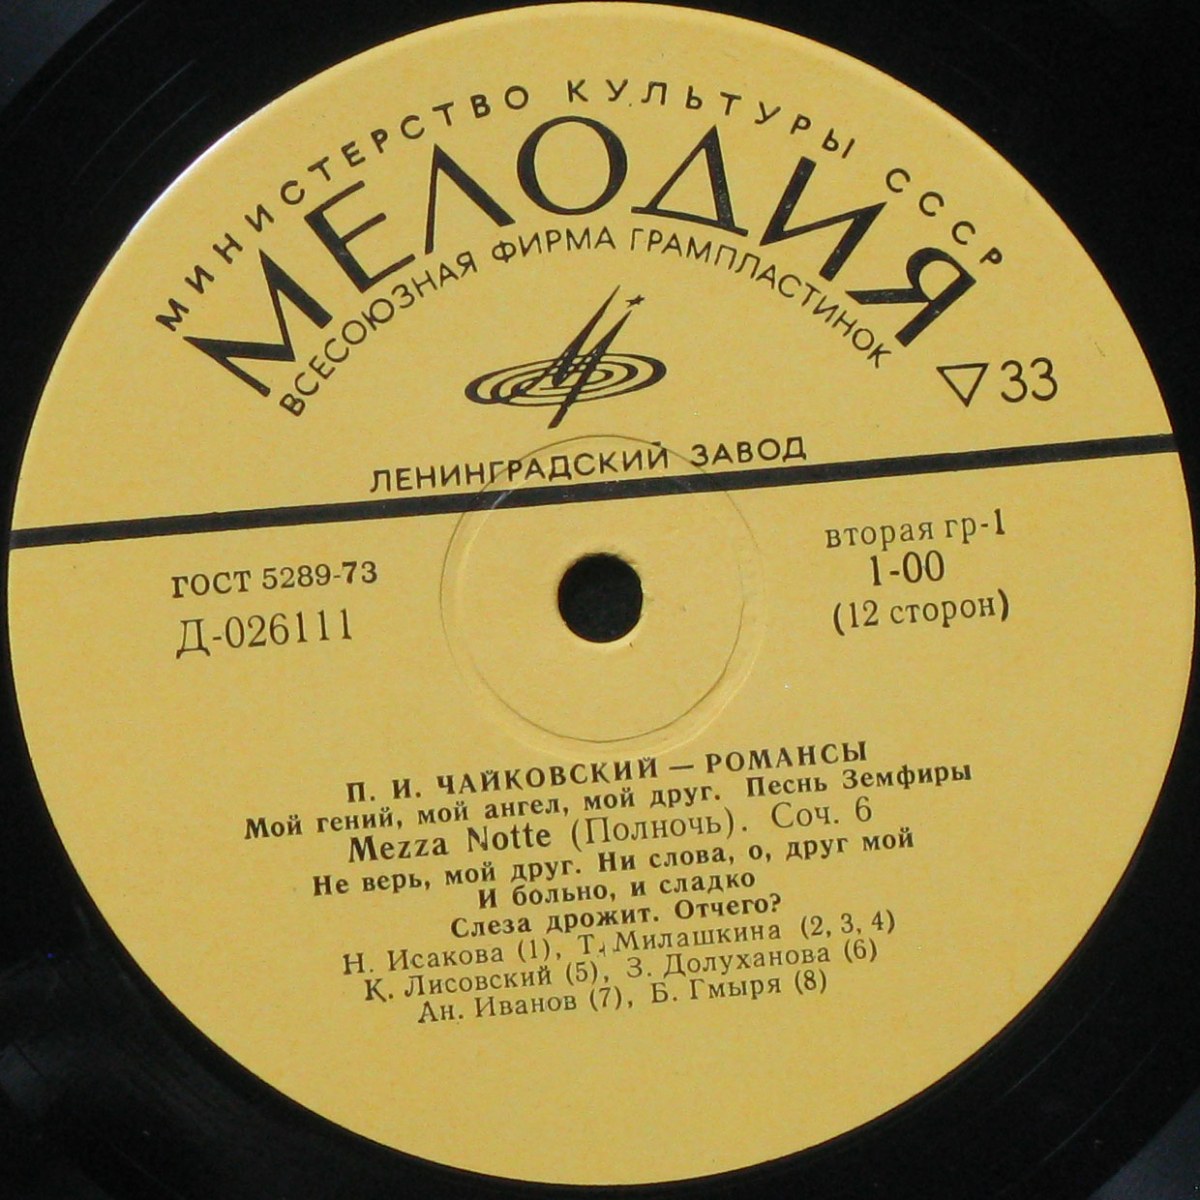 МИНИСТЕРСТВО КУЛЬТУРЫ СССР
МЕЛОДИЯ
ВСЕСОЮЗНАЯ ФИРМА ГРАМПЛАСТИНОК
▽33
ЛЕНИНГРАДСКИЙ ЗАВОД
ГОСТ 5289-73
Д-026111
вторая гр-1
1-00
(12 сторон)
П. И. ЧАЙКОВСКИЙ — РОМАНСЫ
Мой гений, мой ангел, мой друг. Песнь Земфиры
Mezza Notte (Полночь). Соч. 6
Не верь, мой друг. Ни слова, о, друг мой
И больно, и сладко
Слеза дрожит. Отчего?
Н. Исакова (1), Т. Милашкина (2, 3, 4)
К. Лисовский (5), З. Долуханова (6)
Ан. Иванов (7), Б. Гмыря (8)